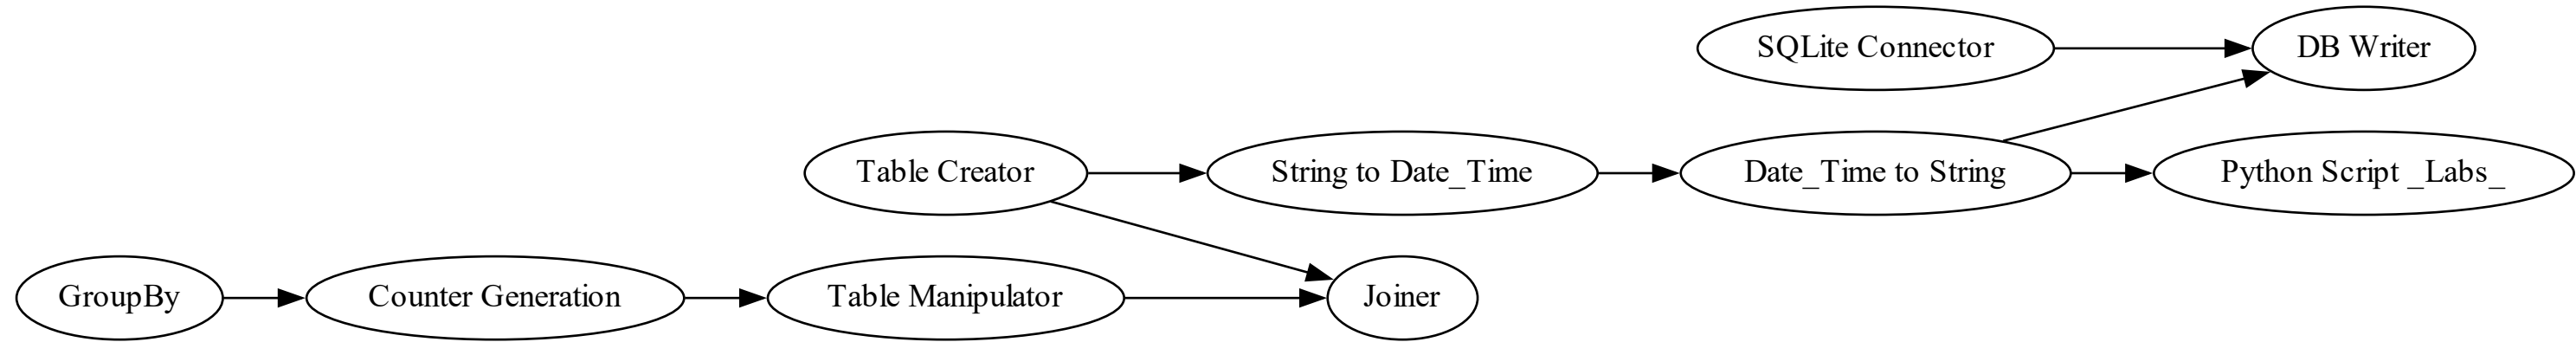 SQLite Connector
DB Writer
Table Creator
String to Date_Time
Date_Time to String
Python Script _Labs_
GroupBy
Counter Generation
Table Manipulator
Joiner